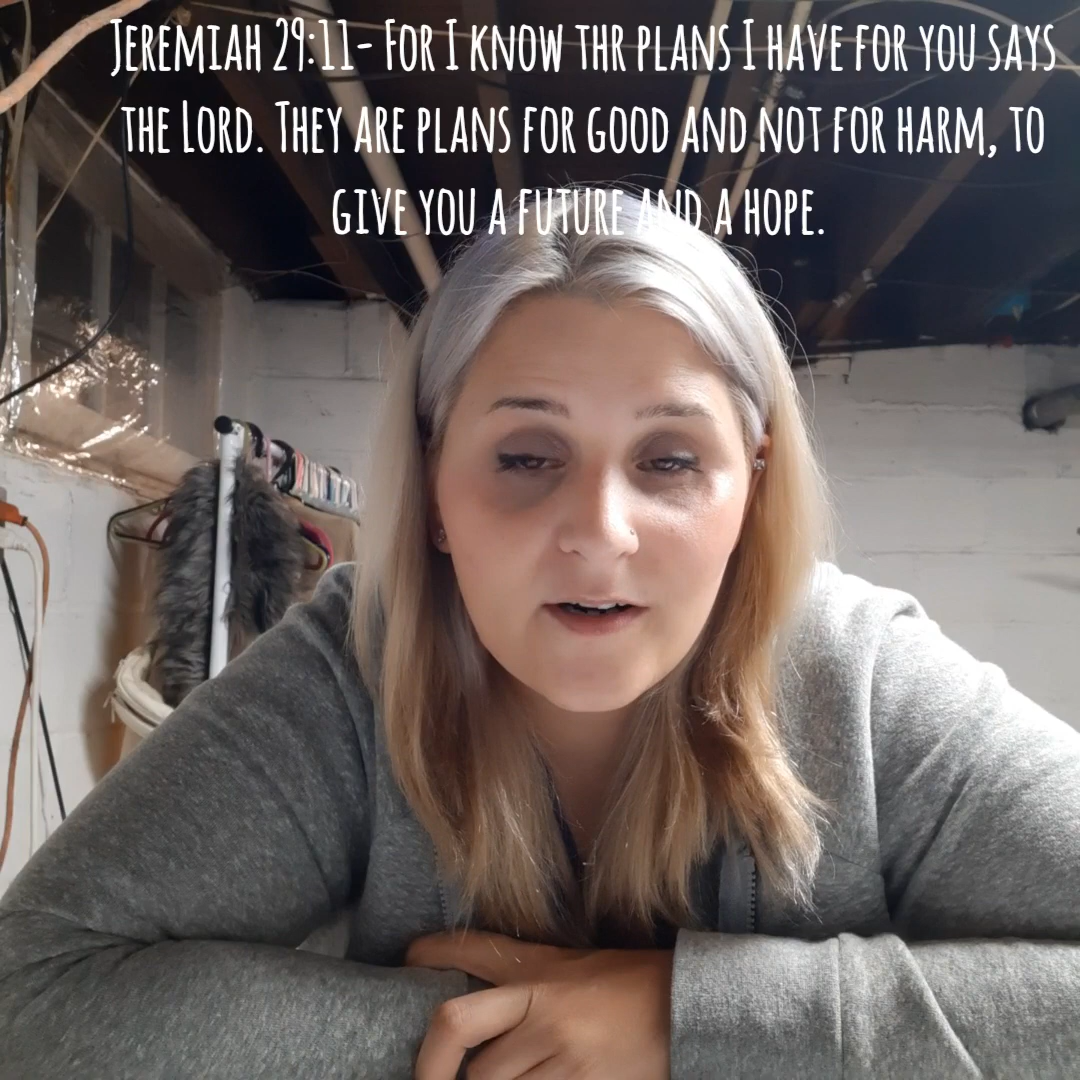 Jeremiah 29:11- For I know thr plans I have for you says
the Lord. They are plans for good and not for harm, to
give you a future and a hope.